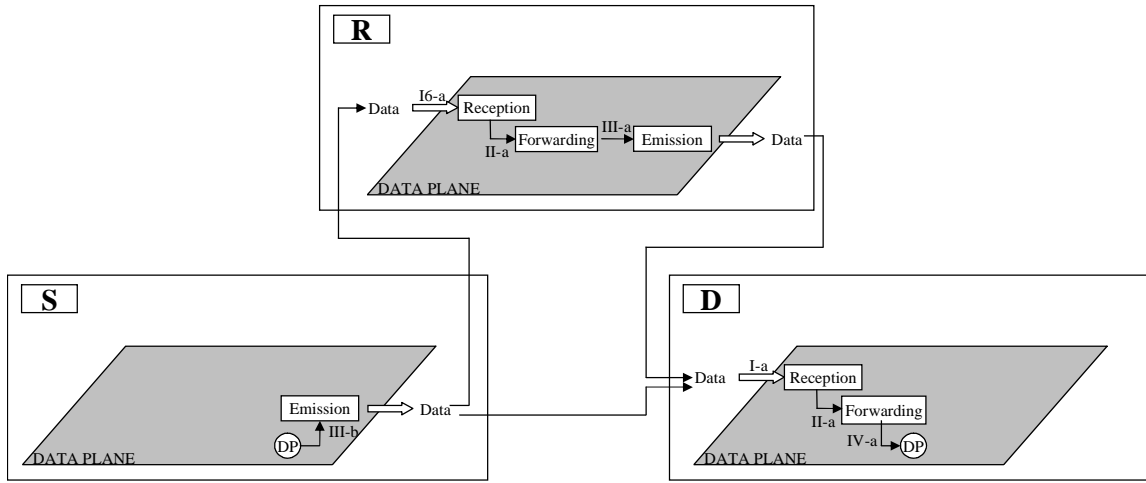 R
I6-a
Data
Reception
II-a
Forwarding
III-a
Emission
Data
DATA PLANE
S
Emission
Data
III-b
DP
DATA PLANE
D
Data
I-a
Reception
II-a
Forwarding
IV-a
DP
DATA PLANE